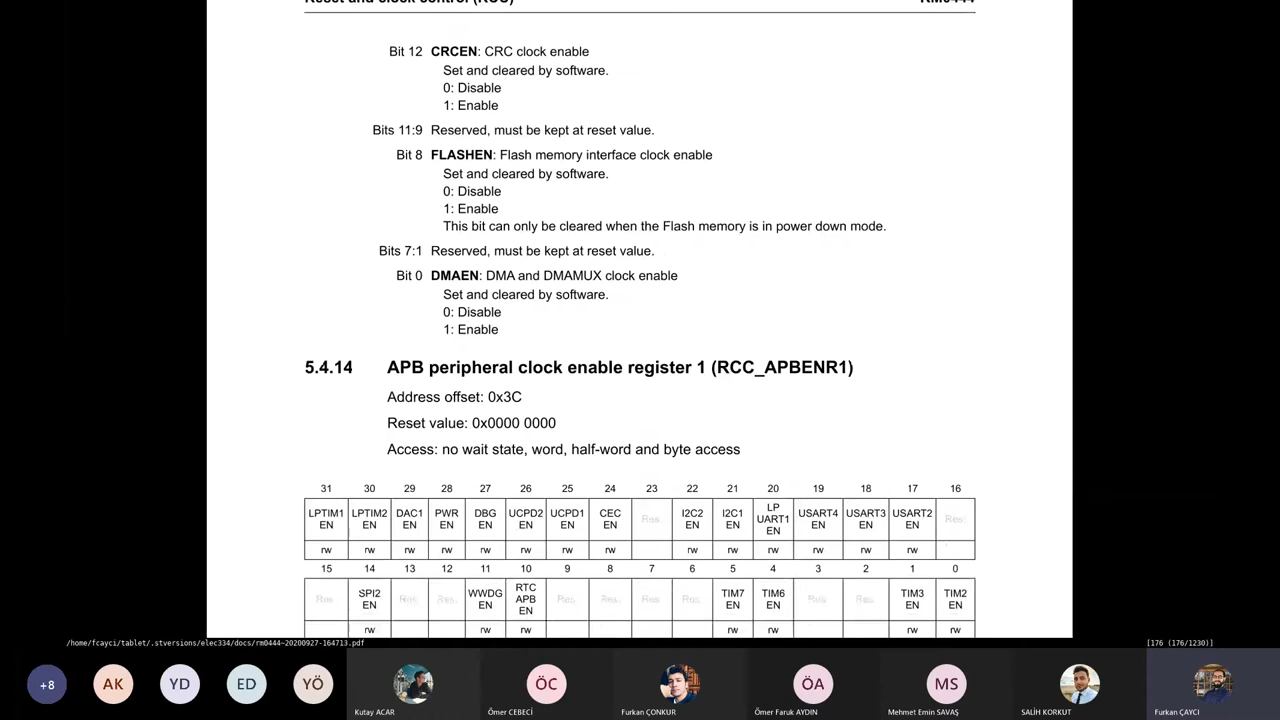 Reset and clock control (RCC) RM0444
Bit 12 CRCEN: CRC clock enable
Set and cleared by software.
0: Disable
1: Enable
Bits 11:9 Reserved, must be kept at reset value.
Bit 8 FLASHEN: Flash memory interface clock enable
Set and cleared by software.
0: Disable
1: Enable
This bit can only be cleared when the Flash memory is in power down mode.
Bits 7:1 Reserved, must be kept at reset value.
Bit 0 DMAEN: DMA and DMAMUX clock enable
Set and cleared by software.
0: Disable
1: Enable
5.4.14 APB peripheral clock enable register 1 (RCC_APBENR1)
Address offset: 0x3C
Reset value: 0x0000 0000
Access: no wait state, word, half-word and byte access
31 30 29 28 27 26 25 24 23 22 21 20 19 18 17 16
LPTIM1 EN LPTIM2 EN DAC1 EN PWR EN DBG EN UCPD2 EN UCPD1 EN CEC EN Res. I2C2 EN I2C1 EN LP UART1 EN USART4 EN USART3 EN USART2 EN Res.
rw rw rw rw rw rw rw rw rw rw rw rw rw rw
15 14 13 12 11 10 9 8 7 6 5 4 3 2 1 0
Res. SPI2 EN Res. Res. WWDG EN RTC APB EN Res. Res. Res. Res. TIM7 EN TIM6 EN Res. Res. TIM3 EN TIM2 EN
rw rw rw rw rw rw rw
/home/fcayci/tablet/.stversions/elec334/docs/rm0444~20200927-164713.pdf [176 (176/1230)]
+8 AK YD ED YÖ ÖC ÖA MS
Kutay ACAR Ömer CEBECİ Furkan ÇONKUR Ömer Faruk AYDIN Mehmet Emin SAVAŞ SALİH KORKUT Furkan ÇAYCI